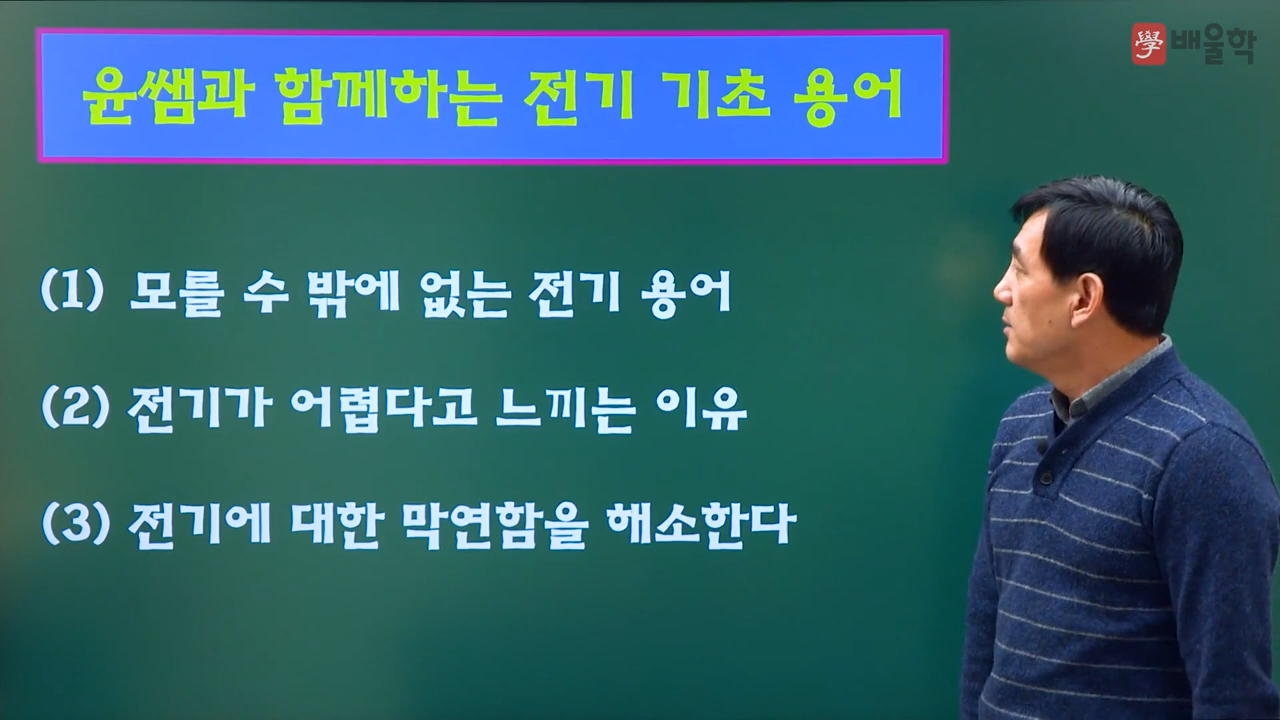 學배울학
윤쌤과 함께하는 전기 기초 용어
(1) 모를 수 밖에 없는 전기 용어
(2) 전기가 어렵다고 느끼는 이유
(3) 전기에 대한 막연함을 해소한다